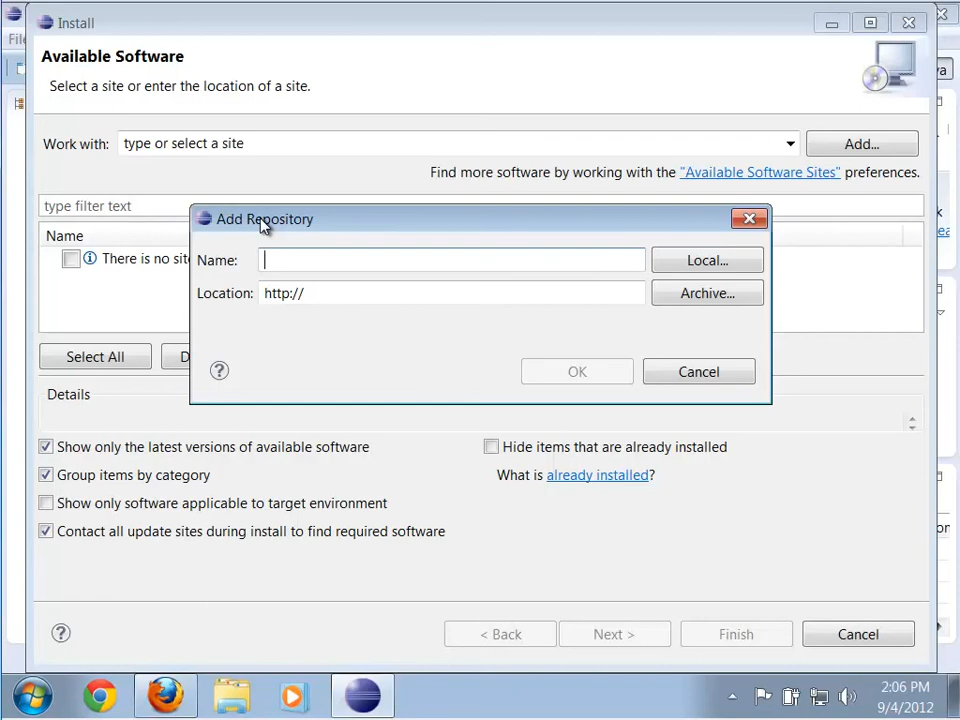 Install
File
Available Software
Select a site or enter the location of a site.
Work with: type or select a site Add...
Find more software by working with the "Available Software Sites" preferences.
type filter text
Name
There is no site
Add Repository
Name: Local...
Location: http:// Archive...
OK Cancel
Select All D
Details
Show only the latest versions of available software
Hide items that are already installed
Group items by category
What is already installed?
Show only software applicable to target environment
Contact all update sites during install to find required software
< Back Next > Finish Cancel
2:06 PM
9/4/2012